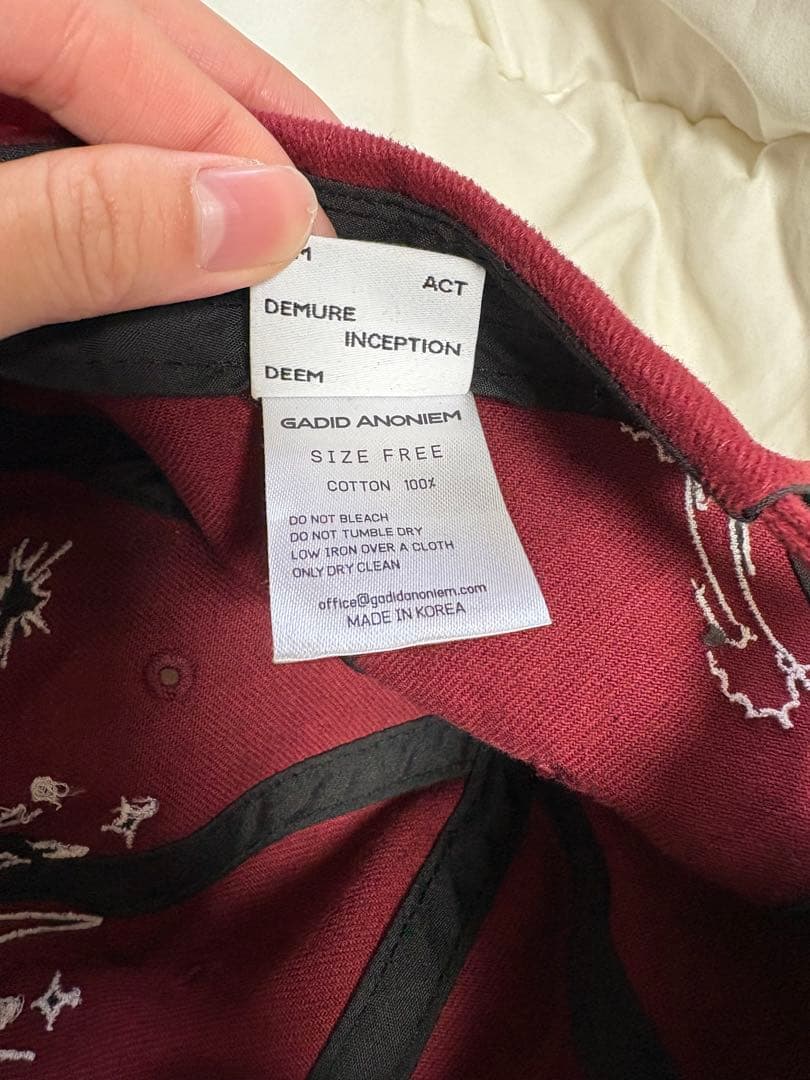 ACT
DEMURE
INCEPTION
DEEM
GADID ANONIEM
SIZE FREE
COTTON 100%
DO NOT BLEACH
DO NOT TUMBLE DRY
LOW IRON OVER A CLOTH
ONLY DRY CLEAN
office@gadidanoniem.com
MADE IN KOREA